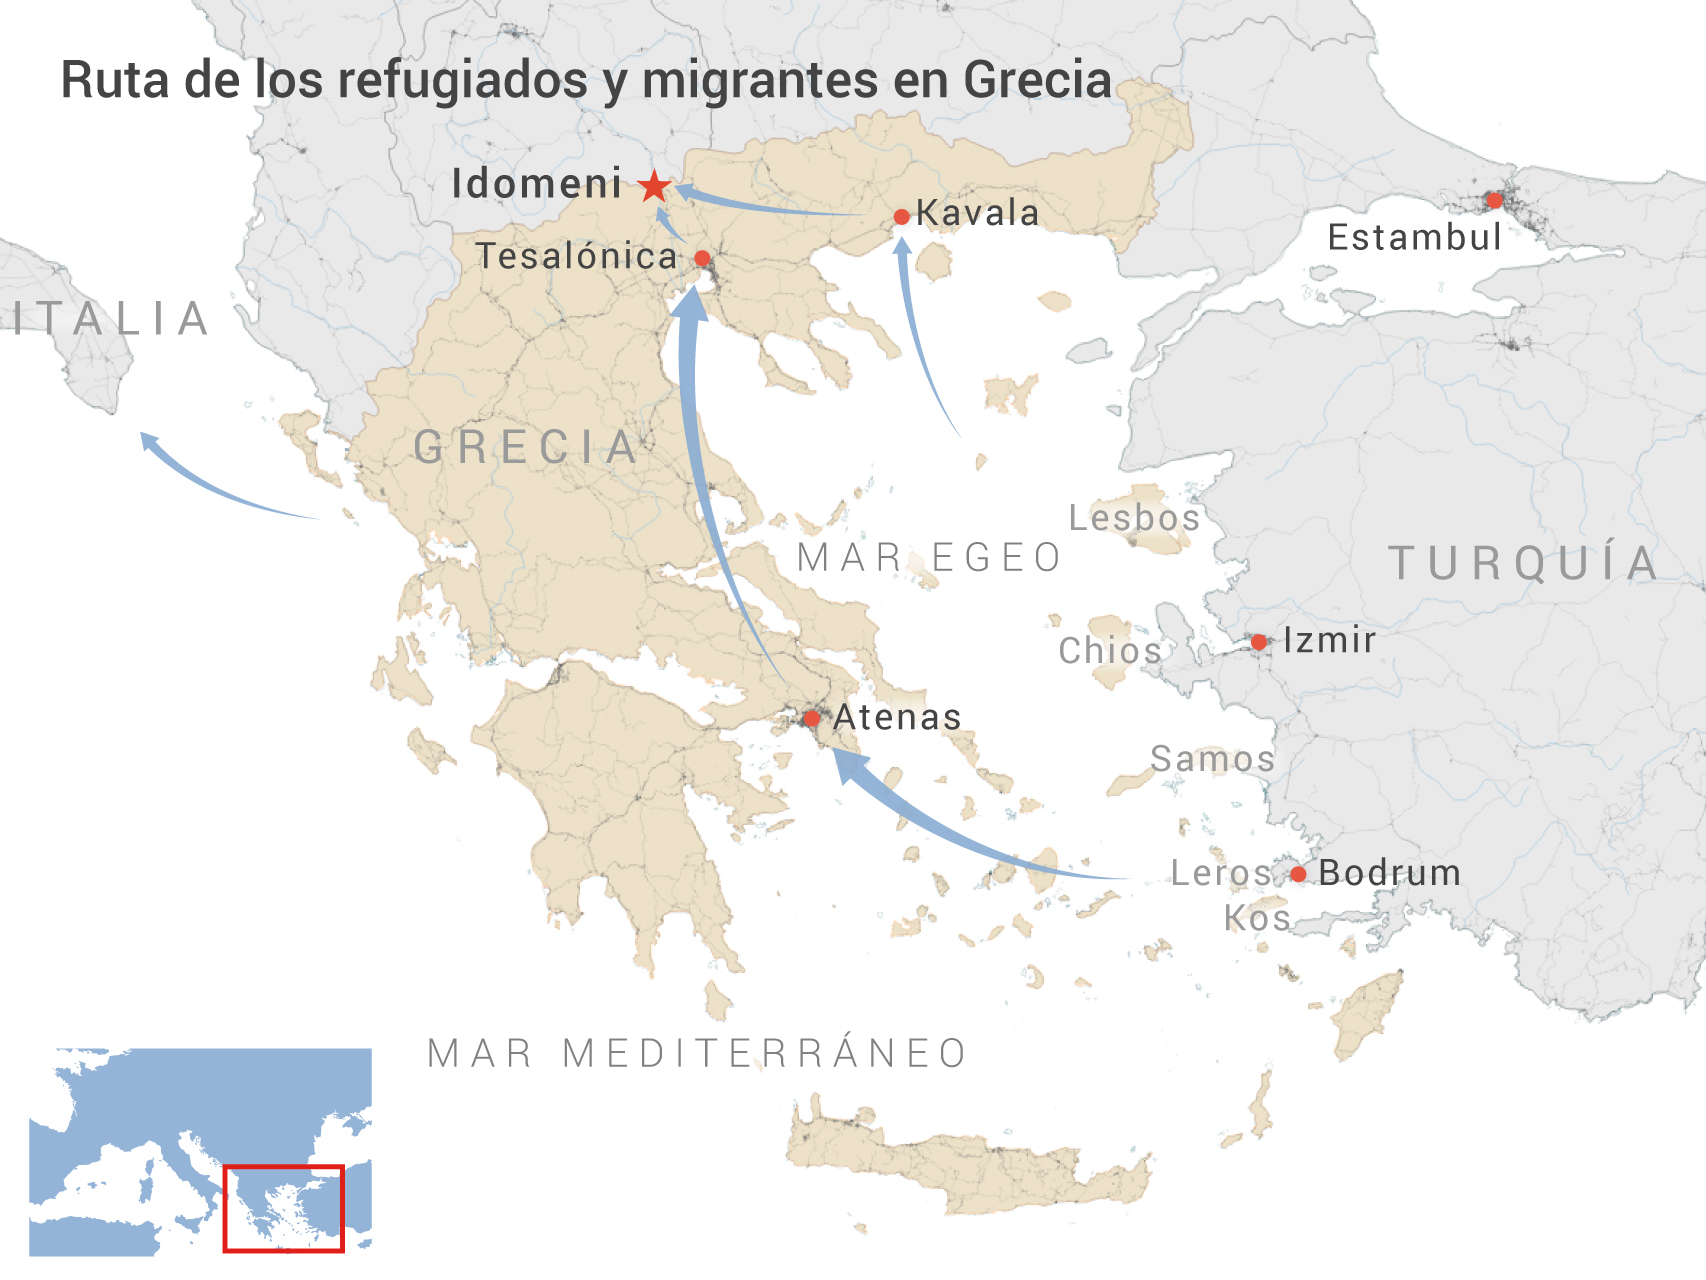 Ruta de los refugiados y migrantes en Grecia
Idomeni
Kavala
Estambul
Tesalónica
ITALIA
GRECIA
Lesbos
MAR EGEO
TURQUÍA
Chios
Izmir
Atenas
Samos
Leros
Bodrum
Kos
MAR MEDITERRÁNEO